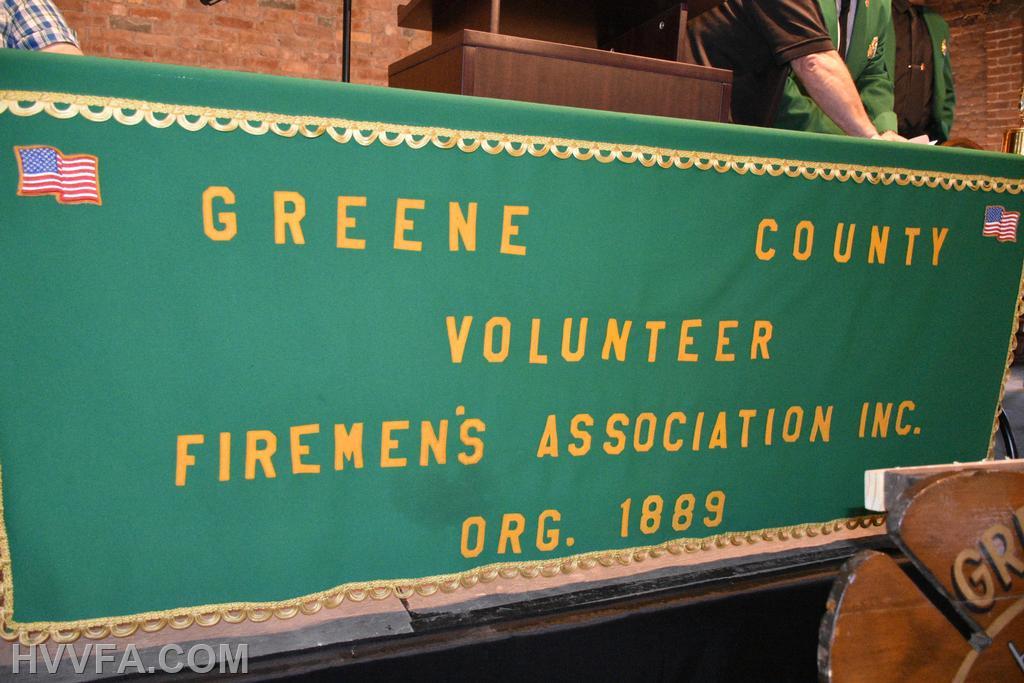 GREENE COUNTY
VOLUNTEER
FIREMEN'S ASSOCIATION INC.
ORG. 1889
HVVFA.COM